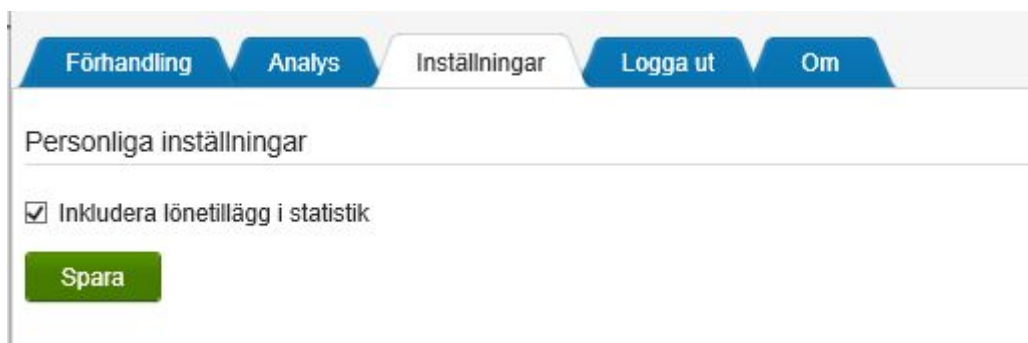 Förhandling Analys Inställningar Logga ut Om
Personliga inställningar
Inkludera lönetillägg i statistik
Spara